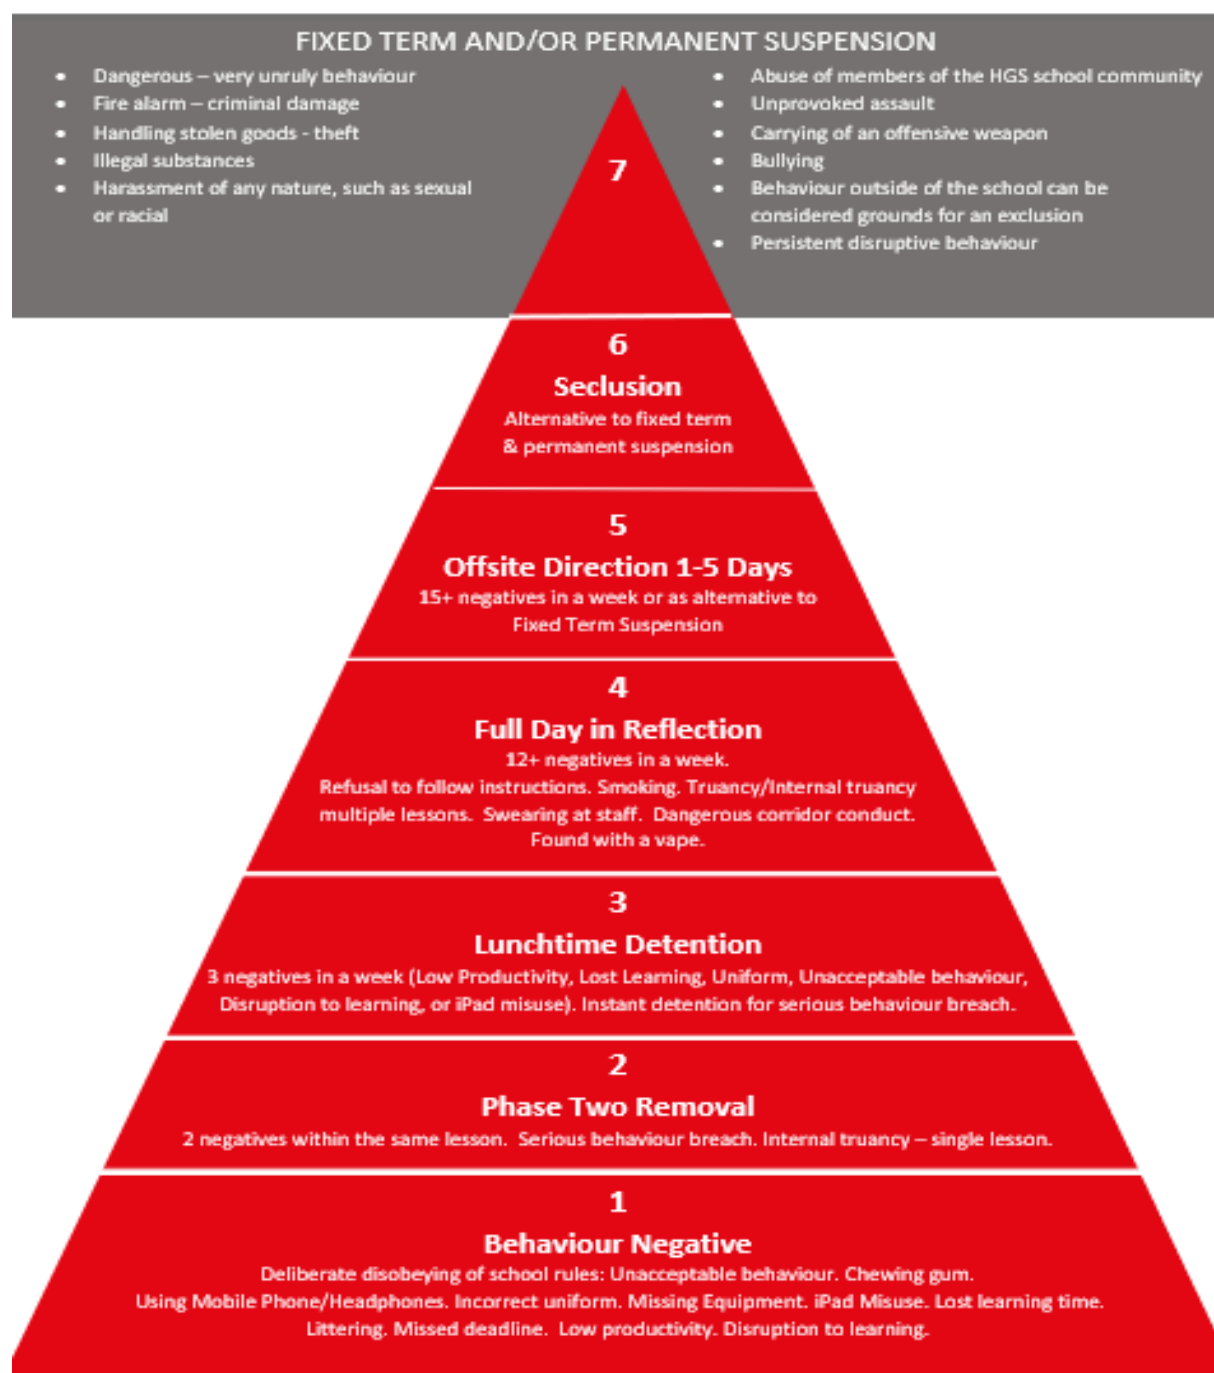 FIXED TERM AND/OR PERMANENT SUSPENSION
• Dangerous – very unruly behaviour
• Fire alarm – criminal damage
• Handling stolen goods - theft
• Illegal substances
• Harassment of any nature, such as sexual
or racial
• Abuse of members of the HGS school community
• Unprovoked assault
• Carrying of an offensive weapon
• Bullying
• Behaviour outside of the school can be
considered grounds for an exclusion
• Persistent disruptive behaviour
7
6
Seclusion
Alternative to fixed term
& permanent suspension
5
Offsite Direction 1-5 Days
15+ negatives in a week or as alternative to
Fixed Term Suspension
4
Full Day in Reflection
12+ negatives in a week.
Refusal to follow instructions. Smoking. Truancy/Internal truancy
multiple lessons. Swearing at staff. Dangerous corridor conduct.
Found with a vape.
3
Lunchtime Detention
3 negatives in a week (Low Productivity, Lost Learning, Uniform, Unacceptable behaviour,
Disruption to learning, or iPad misuse). Instant detention for serious behaviour breach.
2
Phase Two Removal
2 negatives within the same lesson. Serious behaviour breach. Internal truancy – single lesson.
1
Behaviour Negative
Deliberate disobeying of school rules: Unacceptable behaviour. Chewing gum.
Using Mobile Phone/Headphones. Incorrect uniform. Missing Equipment. iPad Misuse. Lost learning time.
Littering. Missed deadline. Low productivity. Disruption to learning.